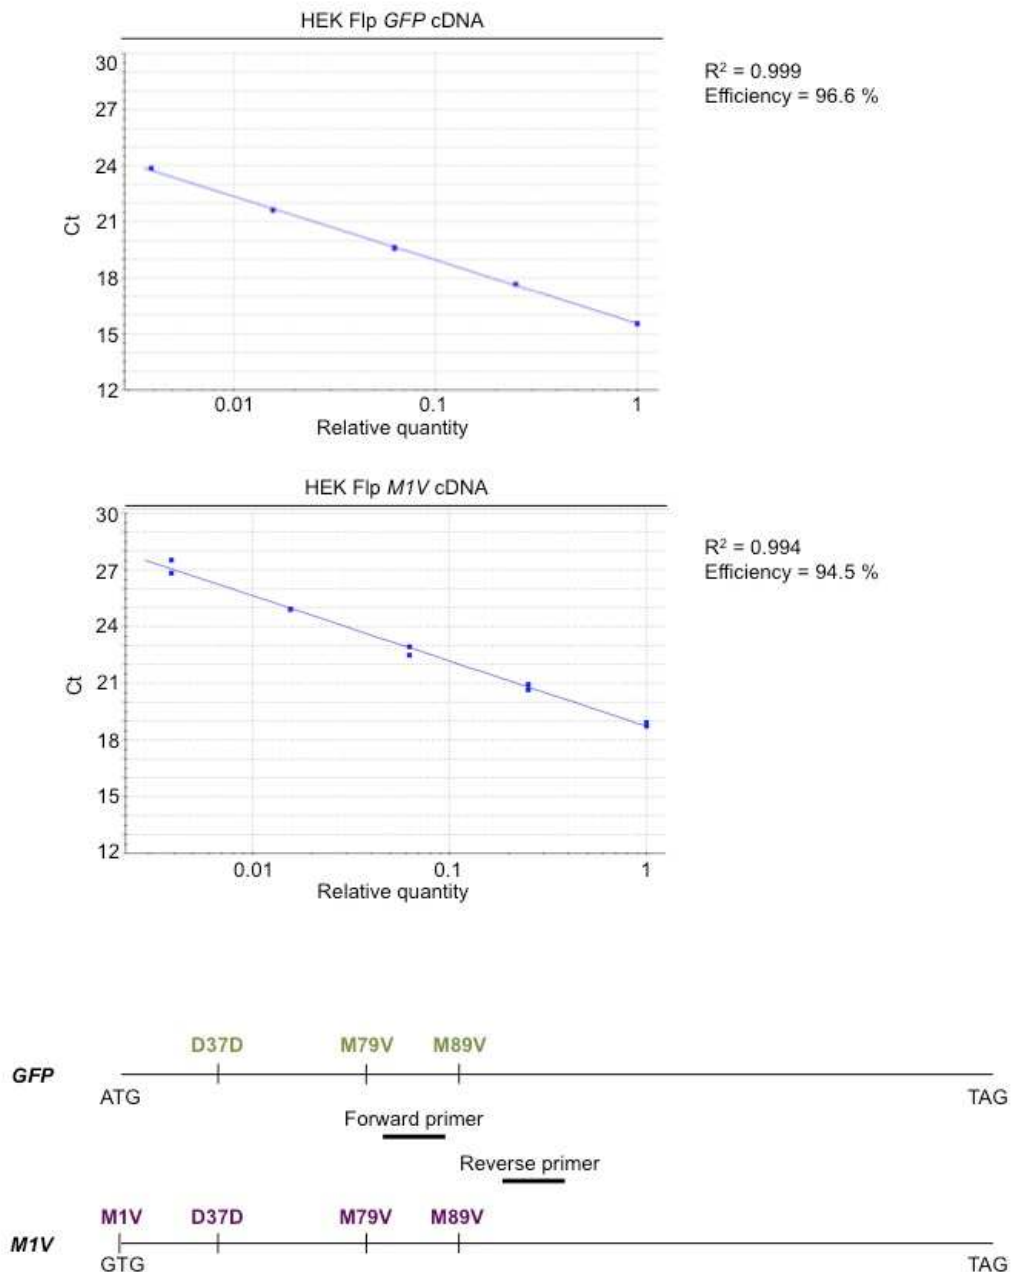 HEK Flp GFP cDNA
R² = 0.999
Efficiency = 96.6 %
30
27
24
21
18
15
12
Ct
0.01 0.1 1
Relative quantity
HEK Flp M1V cDNA
R² = 0.994
Efficiency = 94.5 %
30
27
24
21
18
15
12
Ct
0.01 0.1 1
Relative quantity
D37D M79V M89V
GFP
ATG TAG
Forward primer
Reverse primer
M1V D37D M79V M89V
M1V
GTG TAG